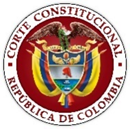 CORTE CONSTITUCIONAL
REPÚBLICA DE COLOMBIA